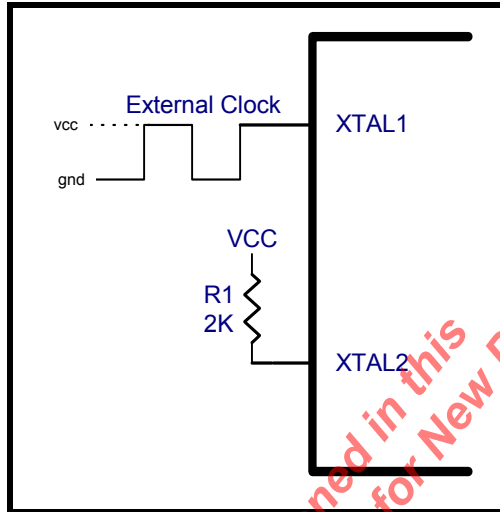 External Clock
vcc
XTAL1
gnd
VCC
R1
2K
XTAL2
ned in this
for New